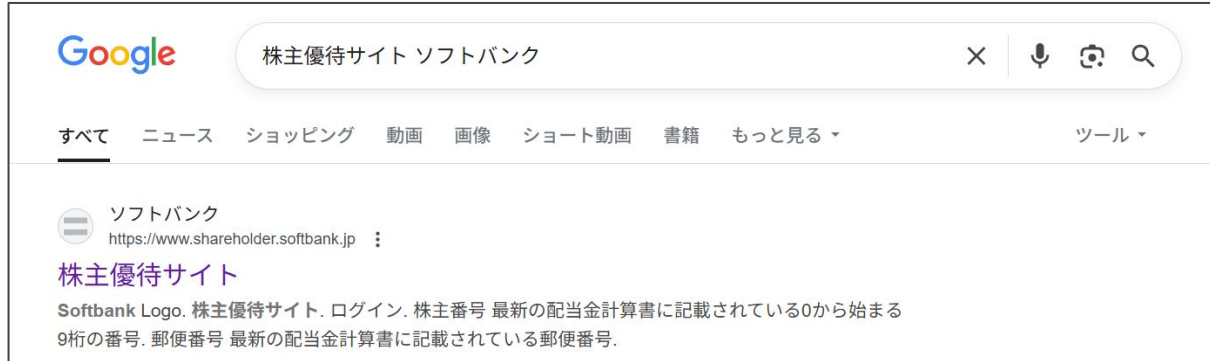 Google
株主優待サイト ソフトバンク
すべて ニュース ショッピング 動画 画像 ショート動画 書籍 もっと見る ツール
ソフトバンク
https://www.shareholder.softbank.jp
株主優待サイト
Softbank Logo. 株主優待サイト. ログイン. 株主番号 最新の配当金計算書に記載されている0から始まる
9桁の番号. 郵便番号 最新の配当金計算書に記載されている郵便番号.